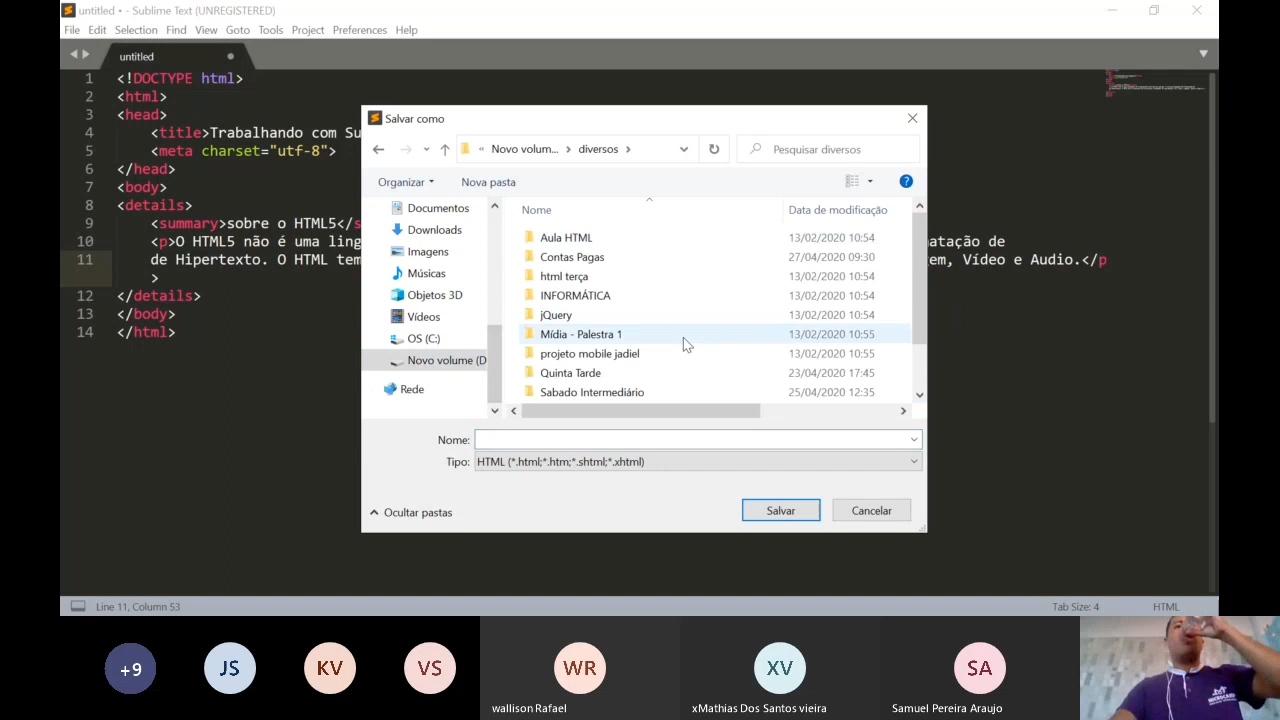 untitled • - Sublime Text (UNREGISTERED)
File Edit Selection Find View Goto Tools Project Preferences Help
untitled
1 <!DOCTYPE html>
2 <html>
3 <head>
4 <title>Trabalhando com Su
5 <meta charset="utf-8">
6 </head>
7 <body>
8 <details>
9 <summary>sobre o HTML5</s
10 <p>O HTML5 não é uma ling matação de
11 de Hipertexto. O HTML tem em, Vídeo e Audio.</p
>
12 </details>
13 </body>
14 </html>
Salvar como
« Novo volum... › diversos ›
Pesquisar diversos
Organizar
Nova pasta
?
Documentos
Downloads
Imagens
Músicas
Objetos 3D
Vídeos
OS (C:)
Novo volume (D
Rede
Nome Data de modificação
Aula HTML 13/02/2020 10:54
Contas Pagas 27/04/2020 09:30
html terça 13/02/2020 10:54
INFORMÁTICA 13/02/2020 10:54
jQuery 13/02/2020 10:54
Mídia - Palestra 1 13/02/2020 10:55
projeto mobile jadiel 13/02/2020 10:55
Quinta Tarde 23/04/2020 17:45
Sabado Intermediário 25/04/2020 12:35
Nome:
Tipo: HTML (*.html;*.htm;*.shtml;*.xhtml)
Ocultar pastas
Salvar
Cancelar
Line 11, Column 53
Tab Size: 4
HTML
+9
JS
KV
VS
WR
XV
SA
wallison Rafael
xMathias Dos Santos vieira
Samuel Pereira Araujo